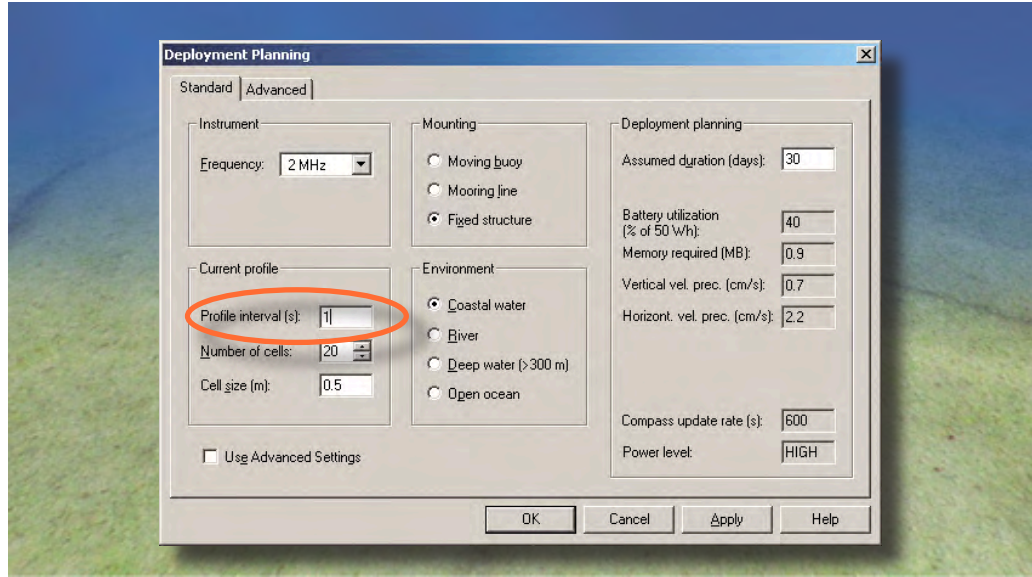 Deployment Planning
Standard
Advanced
Instrument
Frequency: 2 MHz
Current profile
Profile interval (s): 1
Number of cells: 20
Cell size (m): 0.5
Use Advanced Settings
Mounting
Moving buoy
Mooring line
Fixed structure
Environment
Coastal water
River
Deep water (>300 m)
Open ocean
Deployment planning
Assumed duration (days): 30
Battery utilization
(% of 50 Wh): 40
Memory required (MB): 0.9
Vertical vel. prec. (cm/s): 0.7
Horizont. vel. prec. (cm/s): 2.2
Compass update rate (s): 600
Power level: HIGH
OK
Cancel
Apply
Help